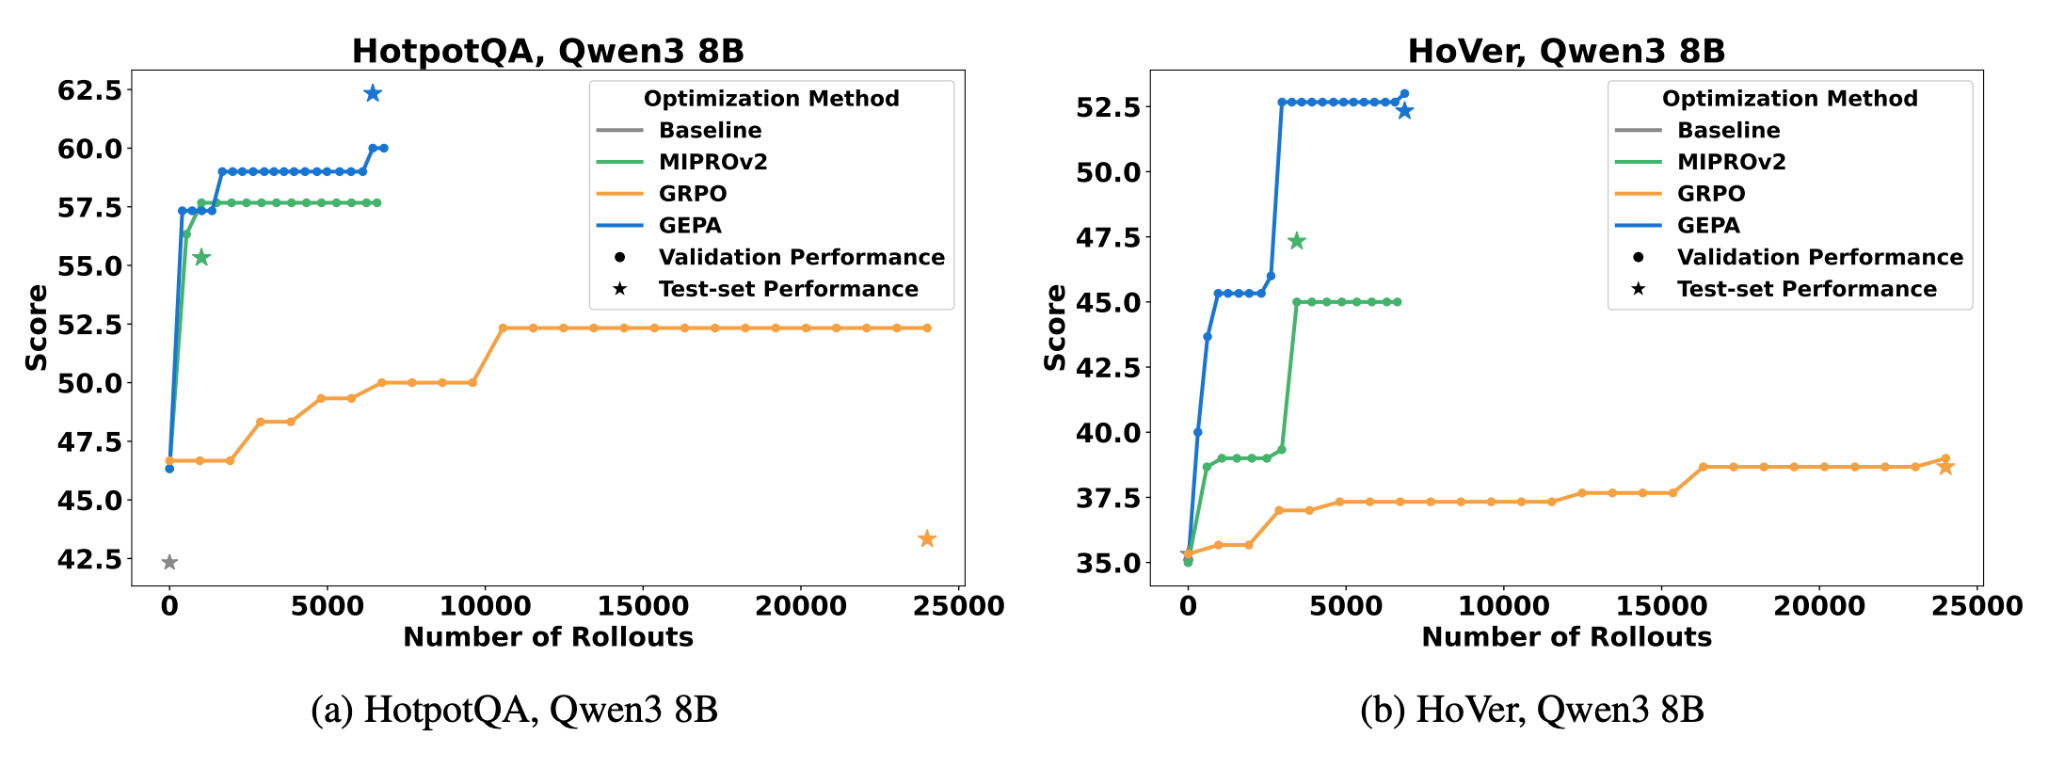 HotpotQA, Qwen3 8B
Score
62.5
60.0
57.5
55.0
52.5
50.0
47.5
45.0
42.5
Optimization Method
Baseline
MIPROv2
GRPO
GEPA
Validation Performance
Test-set Performance
0 5000 10000 15000 20000 25000
Number of Rollouts
(a) HotpotQA, Qwen3 8B
HoVer, Qwen3 8B
Score
52.5
50.0
47.5
45.0
42.5
40.0
37.5
35.0
Optimization Method
Baseline
MIPROv2
GRPO
GEPA
Validation Performance
Test-set Performance
0 5000 10000 15000 20000 25000
Number of Rollouts
(b) HoVer, Qwen3 8B